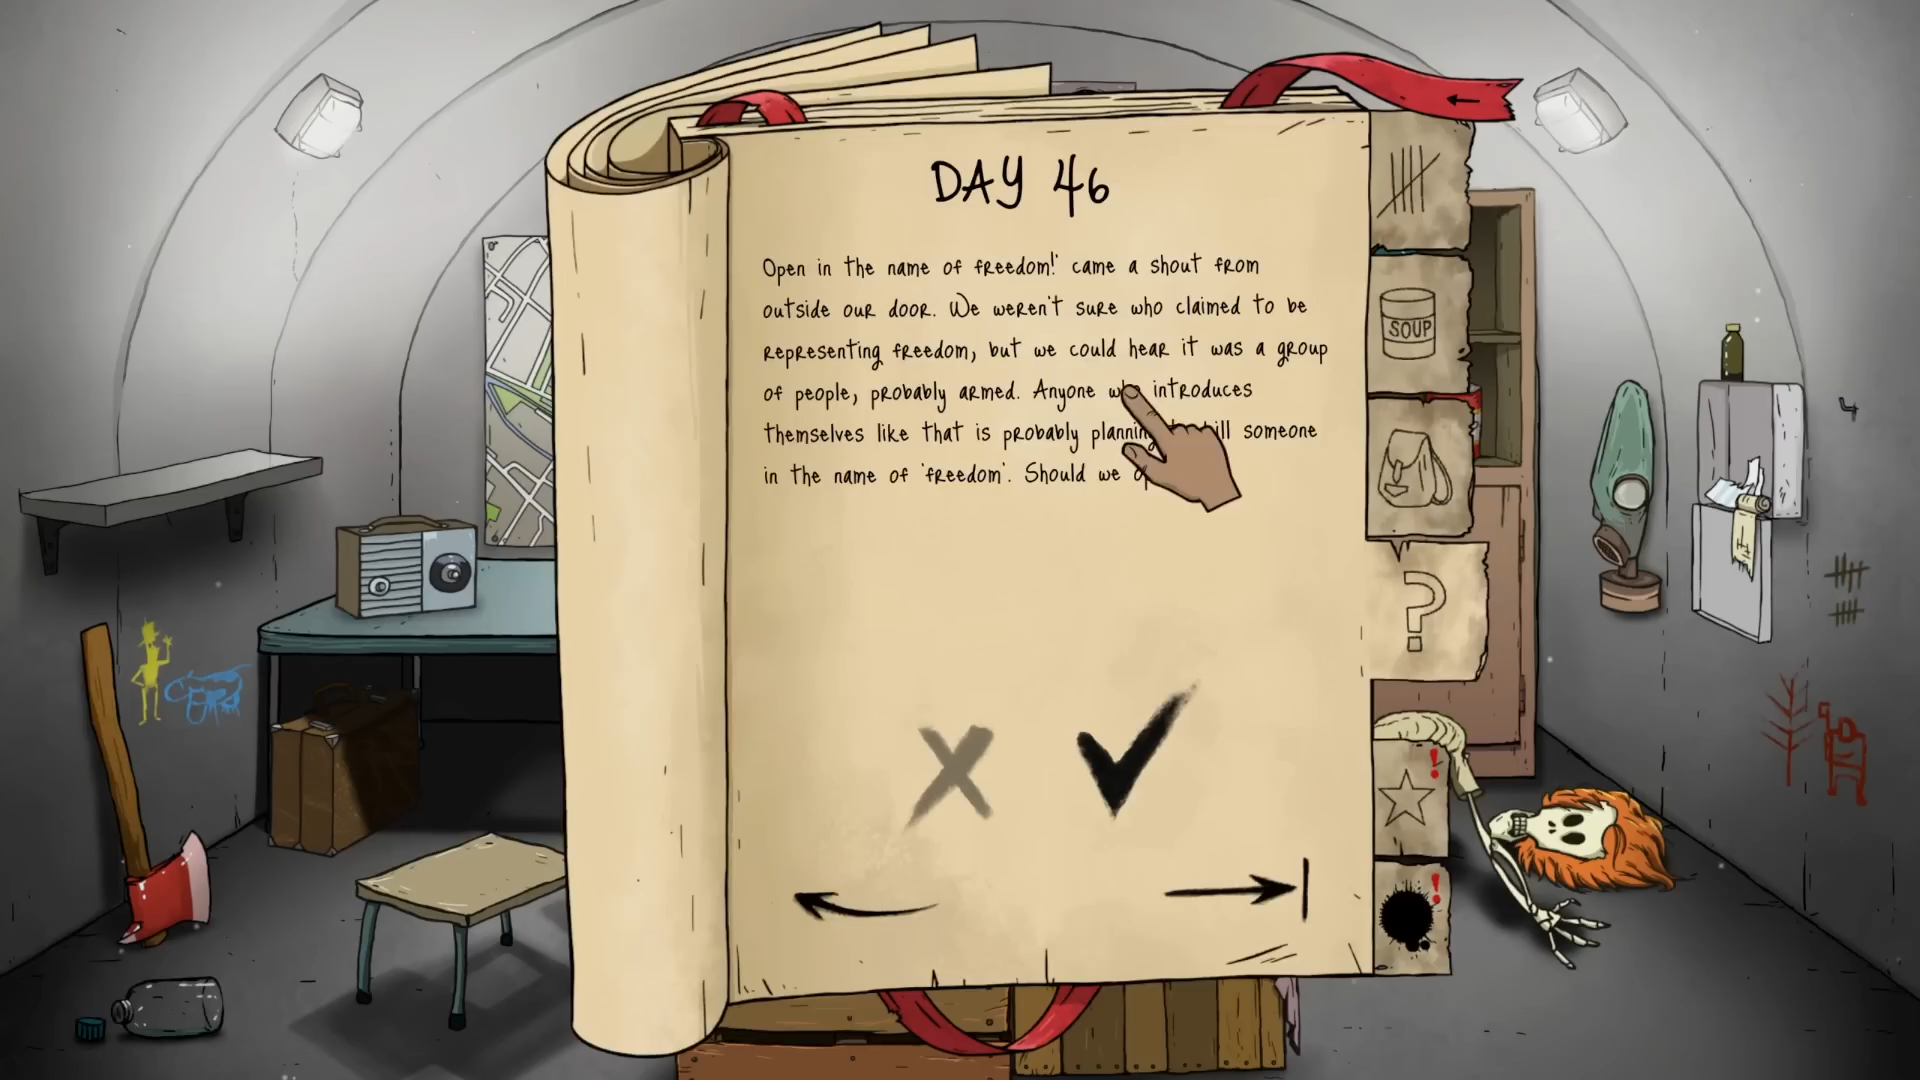 DAY 46
Open in the name of freedom!' came a shout from
outside our door. We weren't sure who claimed to be
representing freedom, but we could hear it was a group
of people, probably armed. Anyone who introduces
themselves like that is probably planning kill someone
in the name of 'freedom'. Should we
SOUP